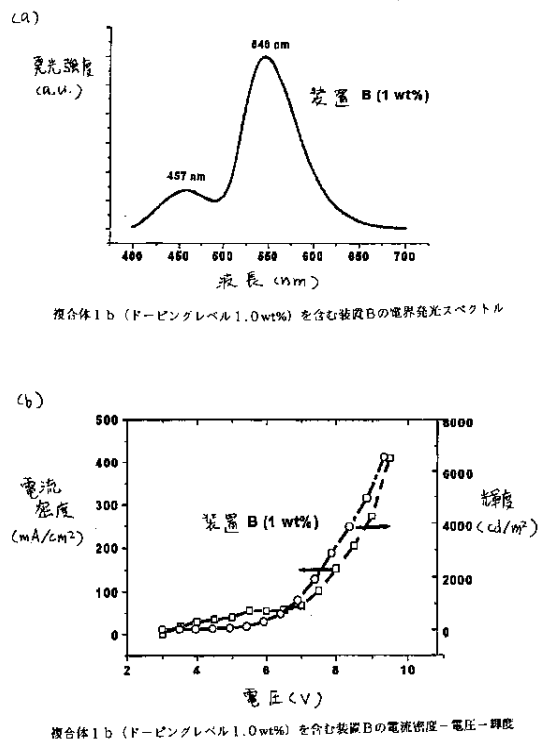 (a)
発光強度
(a.u.)
546 nm
装置 B (1 wt%)
457 nm
400 450 500 550 600 650 700
波長 (nm)
複合体1b（ドーピングレベル1.0wt%）を含む装置Bの電界発光スペクトル
(b)
500
400
300
200
100
0
電流
密度
(mA/cm²)
装置 B (1 wt%)
8000
6000
4000
2000
0
輝度
(cd/m²)
2 4 6 8 10
電圧(V)
複合体1b（ドーピングレベル1.0wt%）を含む装置Bの電流密度－電圧－輝度